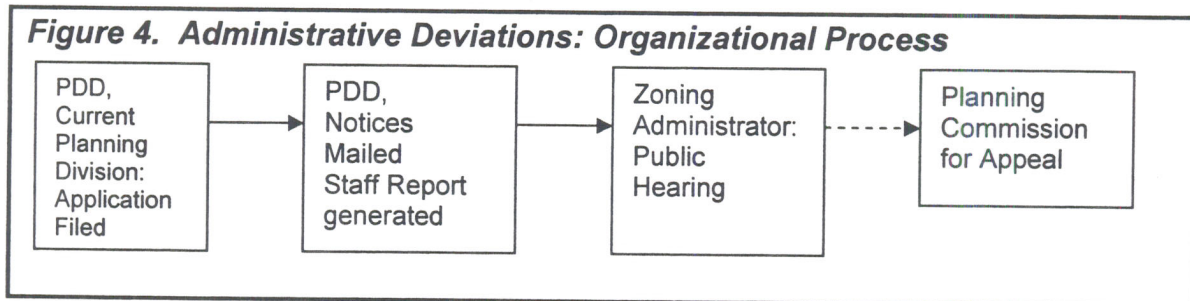 Figure 4. Administrative Deviations: Organizational Process
PDD,
Current
Planning
Division:
Application
Filed
PDD,
Notices
Mailed
Staff Report
generated
Zoning
Administrator:
Public
Hearing
Planning
Commission
for Appeal